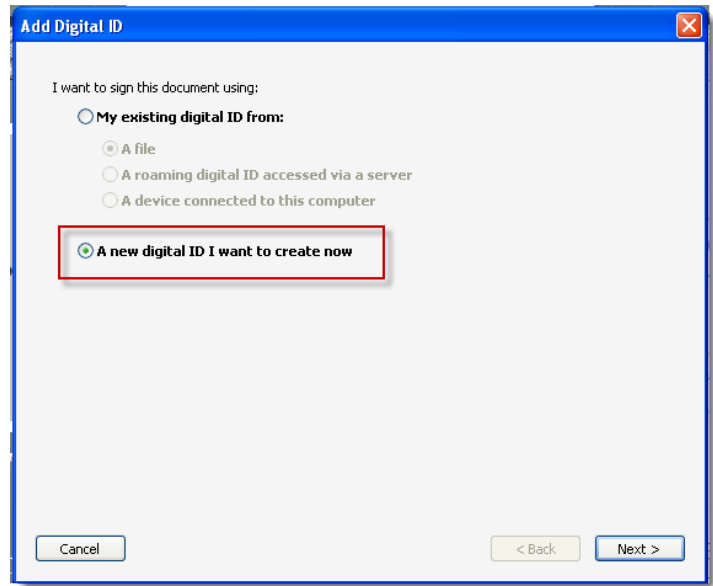 Add Digital ID
I want to sign this document using:
My existing digital ID from:
A file
A roaming digital ID accessed via a server
A device connected to this computer
A new digital ID I want to create now
Cancel
< Back
Next >